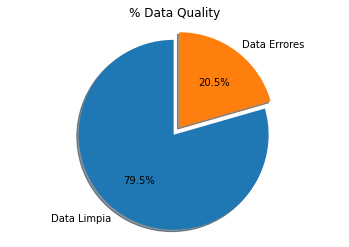 % Data Quality
Data Errores
20.5%
79.5%
Data Limpia